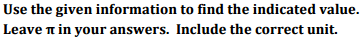 Use the given information to find the indicated value.
Leave π in your answers.  Include the correct unit.